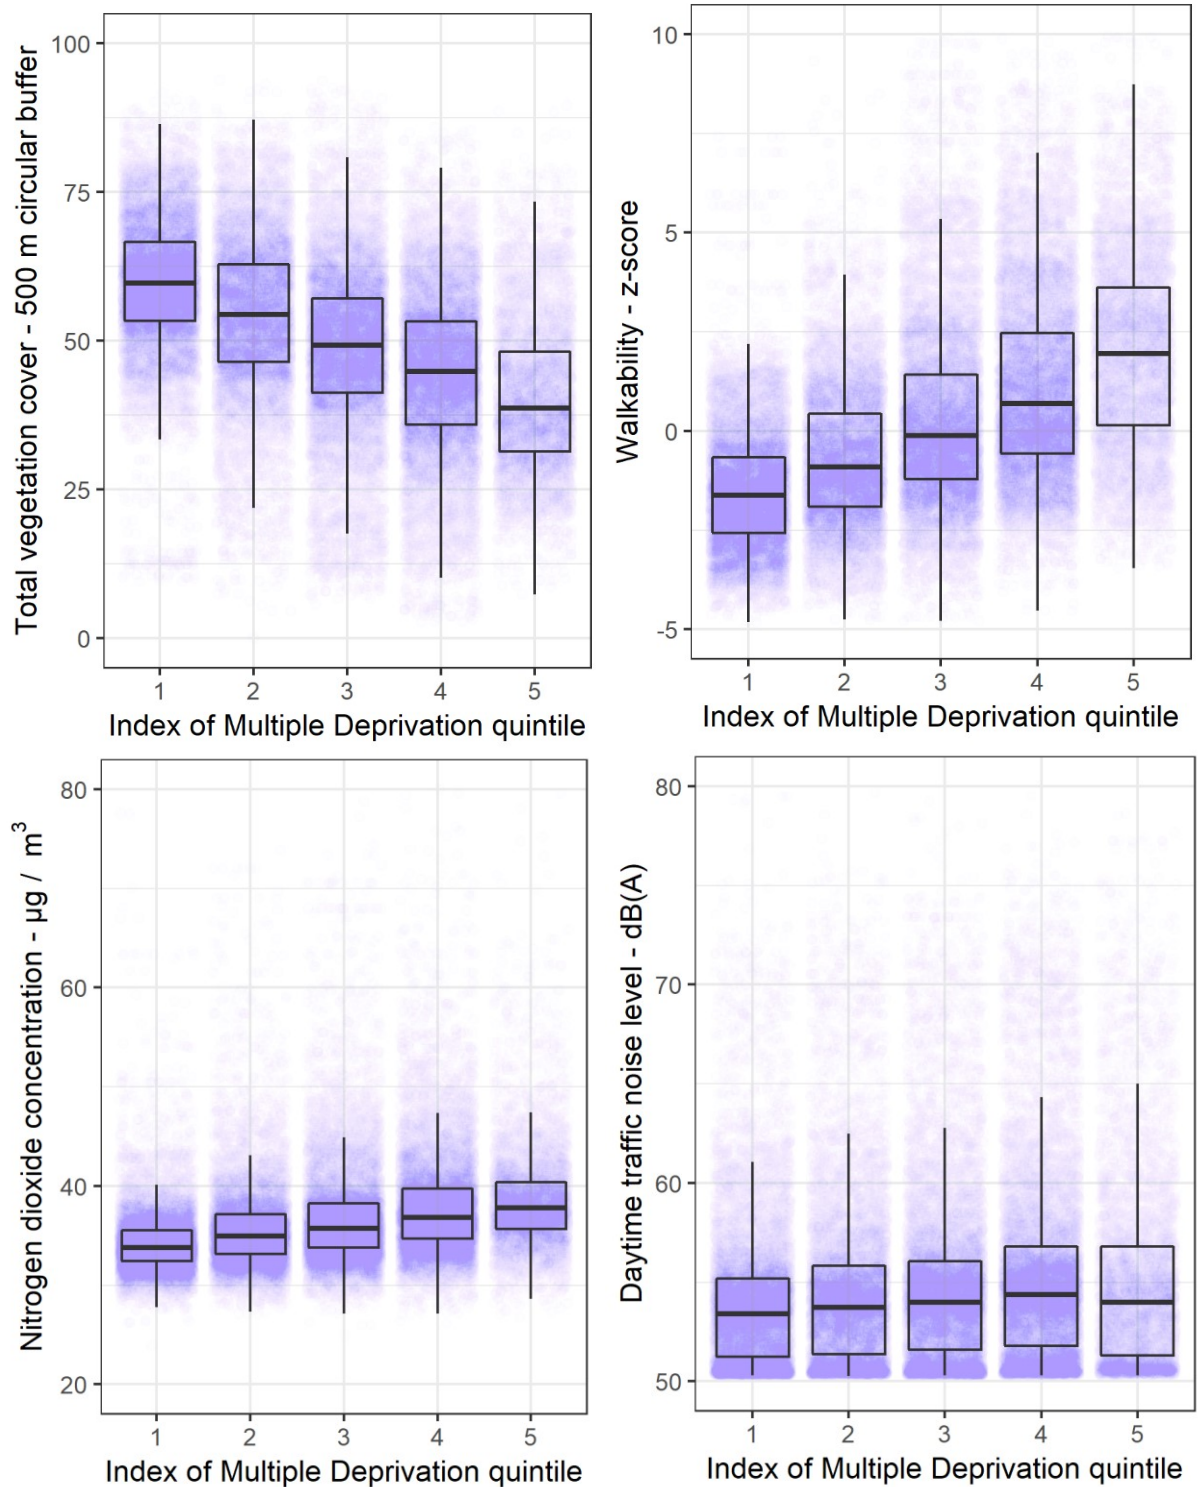 Total vegetation cover - 500 m circular buffer
100
75
50
25
0
1 2 3 4 5
Index of Multiple Deprivation quintile
Walkability - z-score
10
5
0
-5
1 2 3 4 5
Index of Multiple Deprivation quintile
Nitrogen dioxide concentration - µg / m³
80
60
40
20
1 2 3 4 5
Index of Multiple Deprivation quintile
Daytime traffic noise level - dB(A)
80
70
60
50
1 2 3 4 5
Index of Multiple Deprivation quintile